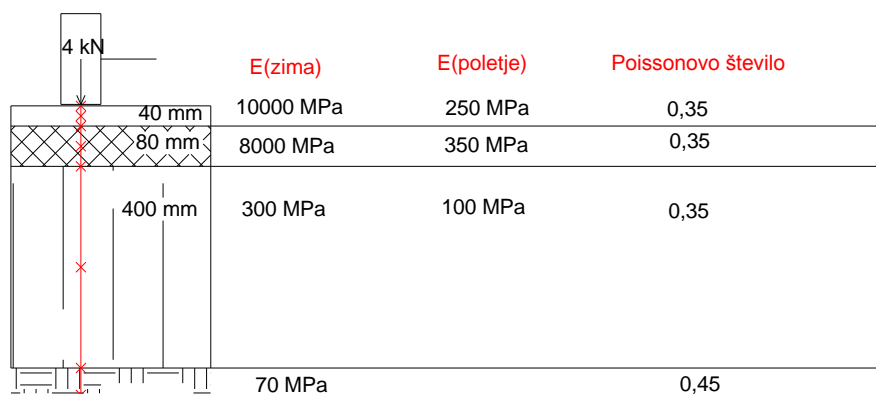 4 kN
E(zima) E(poletje) Poissonovo število
40 mm 10000 MPa 250 MPa 0,35
80 mm 8000 MPa 350 MPa 0,35
400 mm 300 MPa 100 MPa 0,35
70 MPa 0,45